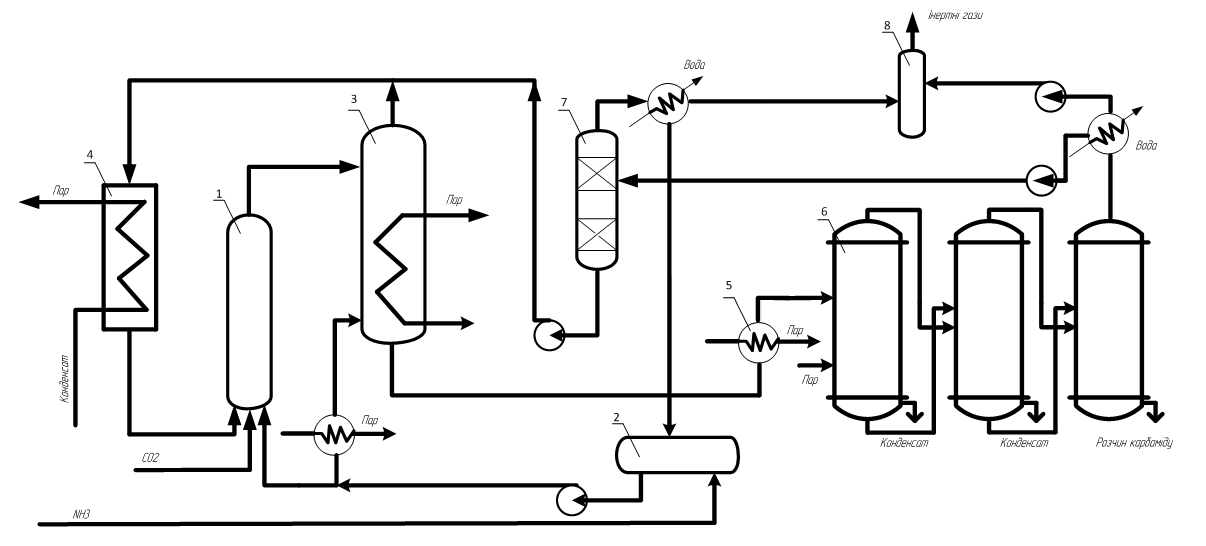 Інертні гази
8
Вода
3
7
Вода
4
Пар
1
Пар
6
5
Пар
Пар
Конденсат
Пар
2
Конденсат
Конденсат
Розчин карбаміду
CO2
NH3